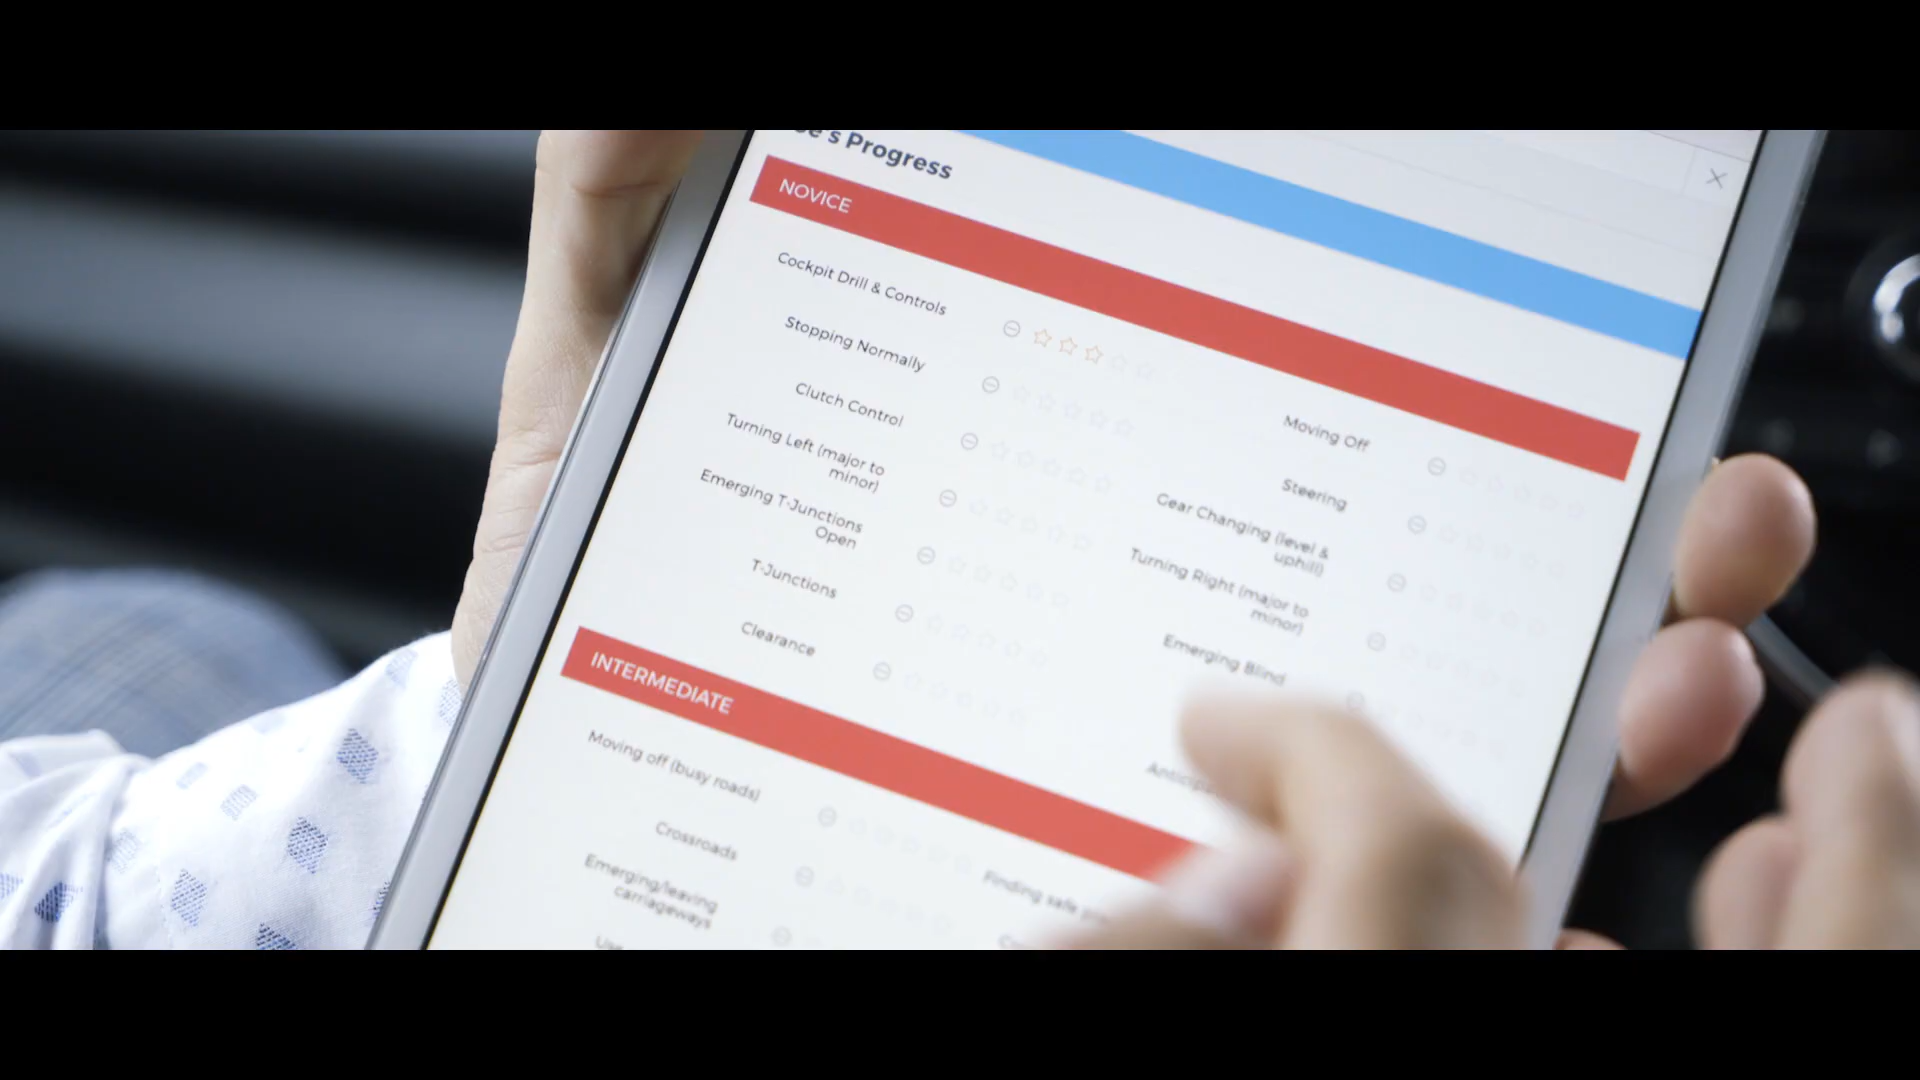 's Progress
NOVICE
Cockpit Drill & Controls
Stopping Normally
Clutch Control
Turning Left (major to
minor)
Emerging T-Junctions
Open
T-Junctions
Clearance
Moving Off
Steering
Gear Changing (level &
uphill)
Turning Right (major to
minor)
Emerging Blind
INTERMEDIATE
Moving off (busy roads)
Crossroads
Emerging/leaving
carriageways
Finding safe